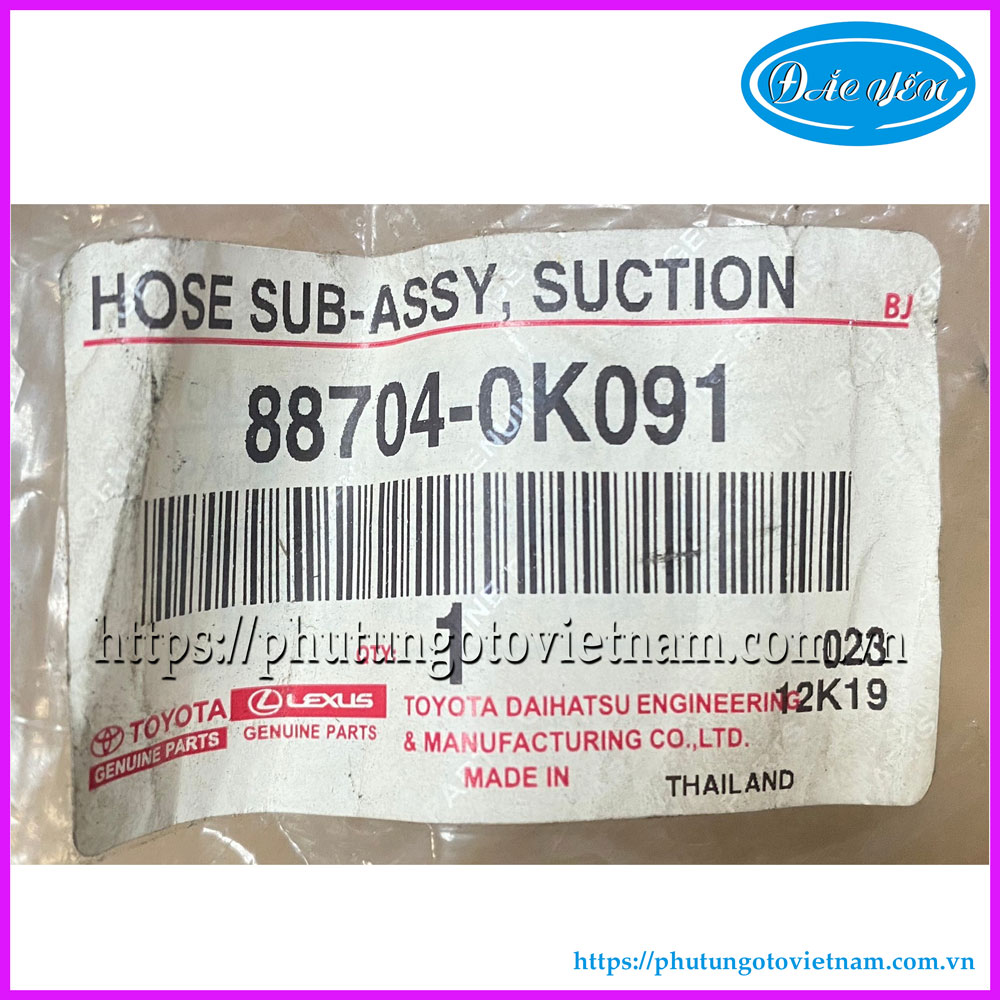 ĐẮC YẾN
HOSE SUB-ASSY, SUCTION
BJ
88704-0K091
https://phutungotovietnam.com.vn
QTY: 1
023
12K19
TOYOTA
GENUINE PARTS
LEXUS
GENUINE PARTS
TOYOTA DAIHATSU ENGINEERING
& MANUFACTURING CO.,LTD.
MADE IN THAILAND
https://phutungotovietnam.com.vn